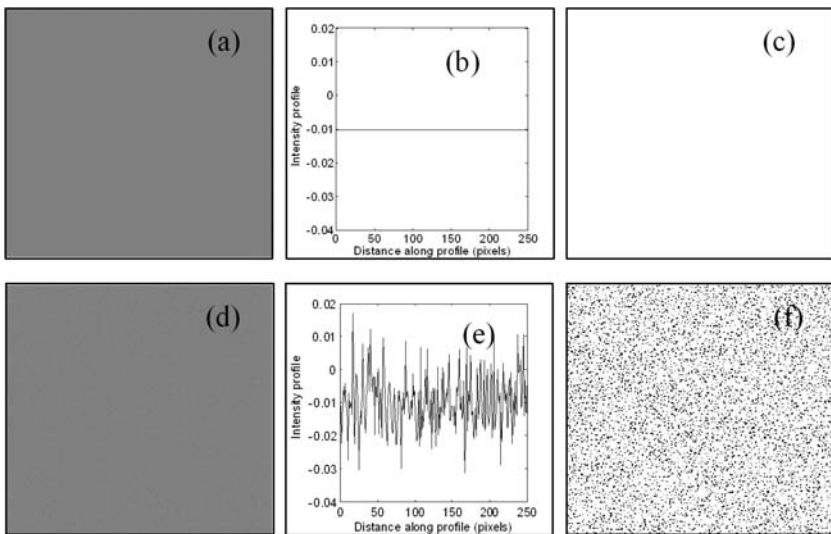 (a)
(b)
0.02
0.01
0
-0.01
-0.02
-0.03
-0.04
Intensity profile
0 50 100 150 200 250
Distance along profile (pixels)
(c)
(d)
(e)
0.02
0.01
0
-0.01
-0.02
-0.03
-0.04
Intensity profile
0 50 100 150 200 250
Distance along profile (pixels)
(f)